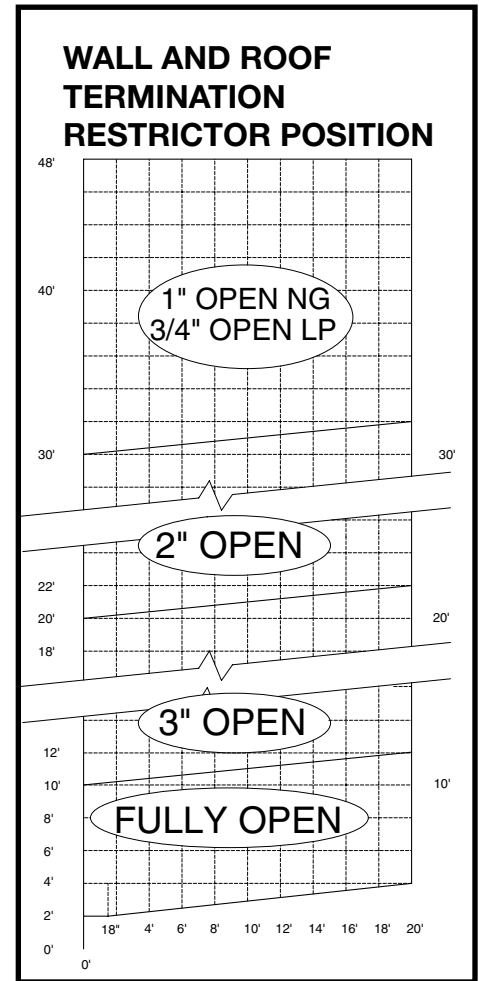 WALL AND ROOF
TERMINATION
RESTRICTOR POSITION
48'
40'
1" OPEN NG
3/4" OPEN LP
30'
30'
2" OPEN
22'
20'
20'
18'
3" OPEN
12'
10'
10'
8'
FULLY OPEN
6'
4'
2'
18" 4' 6' 8' 10' 12' 14' 16' 18' 20'
0'
0'